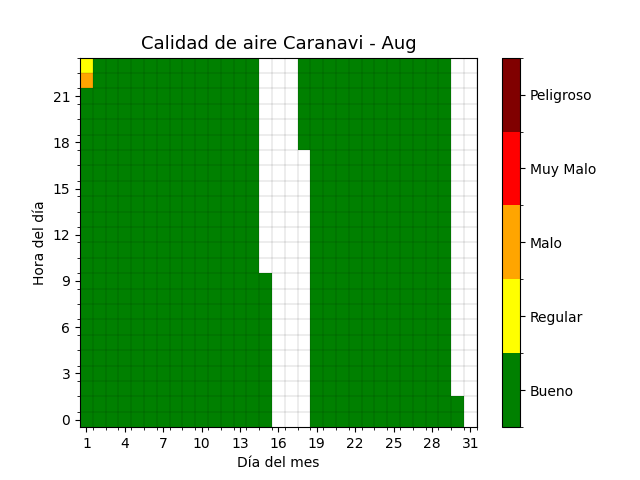 Calidad de aire Caranavi - Aug
21
18
15
12
9
6
3
0
Hora del día
1 4 7 10 13 16 19 22 25 28 31
Día del mes
Peligroso
Muy Malo
Malo
Regular
Bueno